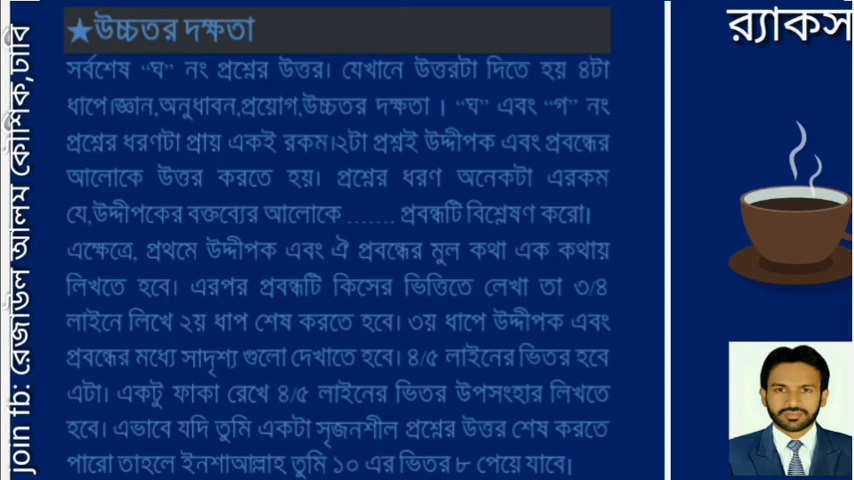 join fb: রেজাউল আলম কৌশিক,ঢাবি
★উচ্চতর দক্ষতা
সর্বশেষ “ঘ” নং প্রশ্নের উত্তর। যেখানে উত্তরটা দিতে হয় ৪টা
ধাপে।জ্ঞান,অনুধাবন,প্রয়োগ,উচ্চতর দক্ষতা । “ঘ” এবং “গ” নং
প্রশ্নের ধরণটা প্রায় একই রকম।২টা প্রশ্নই উদ্দীপক এবং প্রবন্ধের
আলোকে উত্তর করতে হয়। প্রশ্নের ধরণ অনেকটা এরকম
যে,উদ্দীপকের বক্তব্যের আলোকে ....... প্রবন্ধটি বিশ্লেষণ করো।
এক্ষেত্রে, প্রথমে উদ্দীপক এবং ঐ প্রবন্ধের মুল কথা এক কথায়
লিখতে হবে। এরপর প্রবন্ধটি কিসের ভিত্তিতে লেখা তা ৩/৪
লাইনে লিখে ২য় ধাপ শেষ করতে হবে। ৩য় ধাপে উদ্দীপক এবং
প্রবন্ধের মধ্যে সাদৃশ্য গুলো দেখাতে হবে। ৪/৫ লাইনের ভিতর হবে
এটা। একটু ফাকা রেখে ৪/৫ লাইনের ভিতর উপসংহার লিখতে
হবে। এভাবে যদি তুমি একটা সৃজনশীল প্রশ্নের উত্তর শেষ করতে
পারো তাহলে ইনশাআল্লাহ তুমি ১০ এর ভিতর ৮ পেয়ে যাবে।
র‍্যাকস